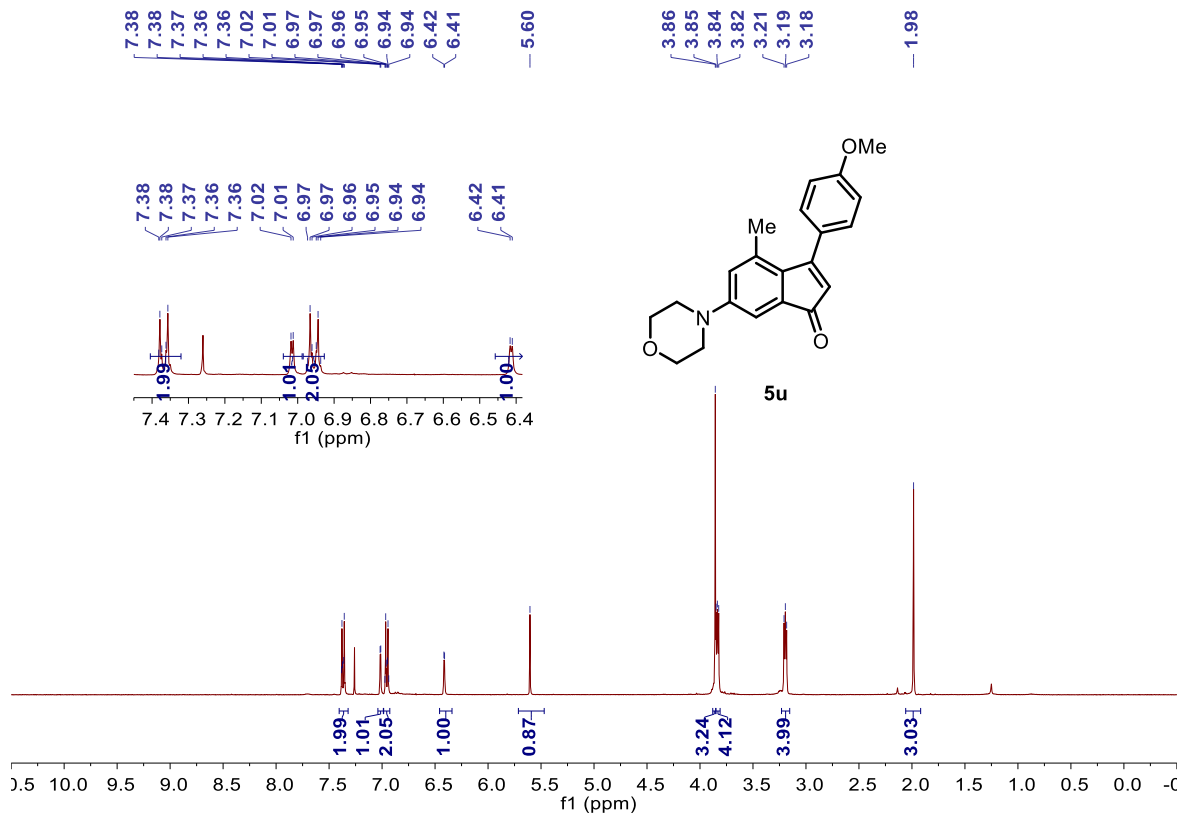 7.38 7.38 7.37 7.36 7.36 7.02 7.01 6.97 6.97 6.96 6.95 6.94 6.94 6.42 6.41 5.60 3.86 3.85 3.84 3.82 3.21 3.19 3.18 1.98
7.38 7.38 7.37 7.36 7.36 7.02 7.01 6.97 6.97 6.96 6.95 6.94 6.94 6.42 6.41
1.99 1.01 2.05 1.00
7.4 7.3 7.2 7.1 7.0 6.9 6.8 6.7 6.6 6.5 6.4
f1 (ppm)
OMe
Me
N
O
O
5u
1.99 1.01 2.05 1.00 0.87 3.24 4.12 3.99 3.03
.5 10.0 9.5 9.0 8.5 8.0 7.5 7.0 6.5 6.0 5.5 5.0 4.5 4.0 3.5 3.0 2.5 2.0 1.5 1.0 0.5 0.0 -0
f1 (ppm)